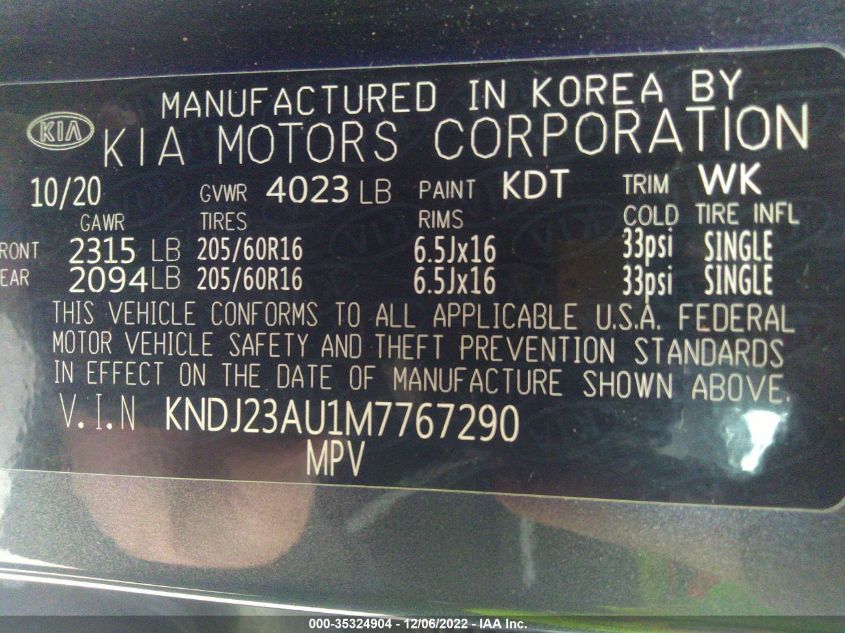 MANUFACTURED IN KOREA BY
KIA KIA MOTORS CORPORATION
10/20 GVWR 4023 LB PAINT KDT TRIM WK
GAWR TIRES RIMS COLD TIRE INFL
RONT 2315 LB 205/60R16 6.5Jx16 33psi SINGLE
EAR 2094LB 205/60R16 6.5Jx16 33psi SINGLE
THIS VEHICLE CONFORMS TO ALL APPLICABLE U.S.A. FEDERAL
MOTOR VEHICLE SAFETY AND THEFT PREVENTION STANDARDS
IN EFFECT ON THE DATE OF MANUFACTURE SHOWN ABOVE.
V.I.N KNDJ23AU1M7767290
MPV
000-35324904 - 12/06/2022 - IAA Inc.